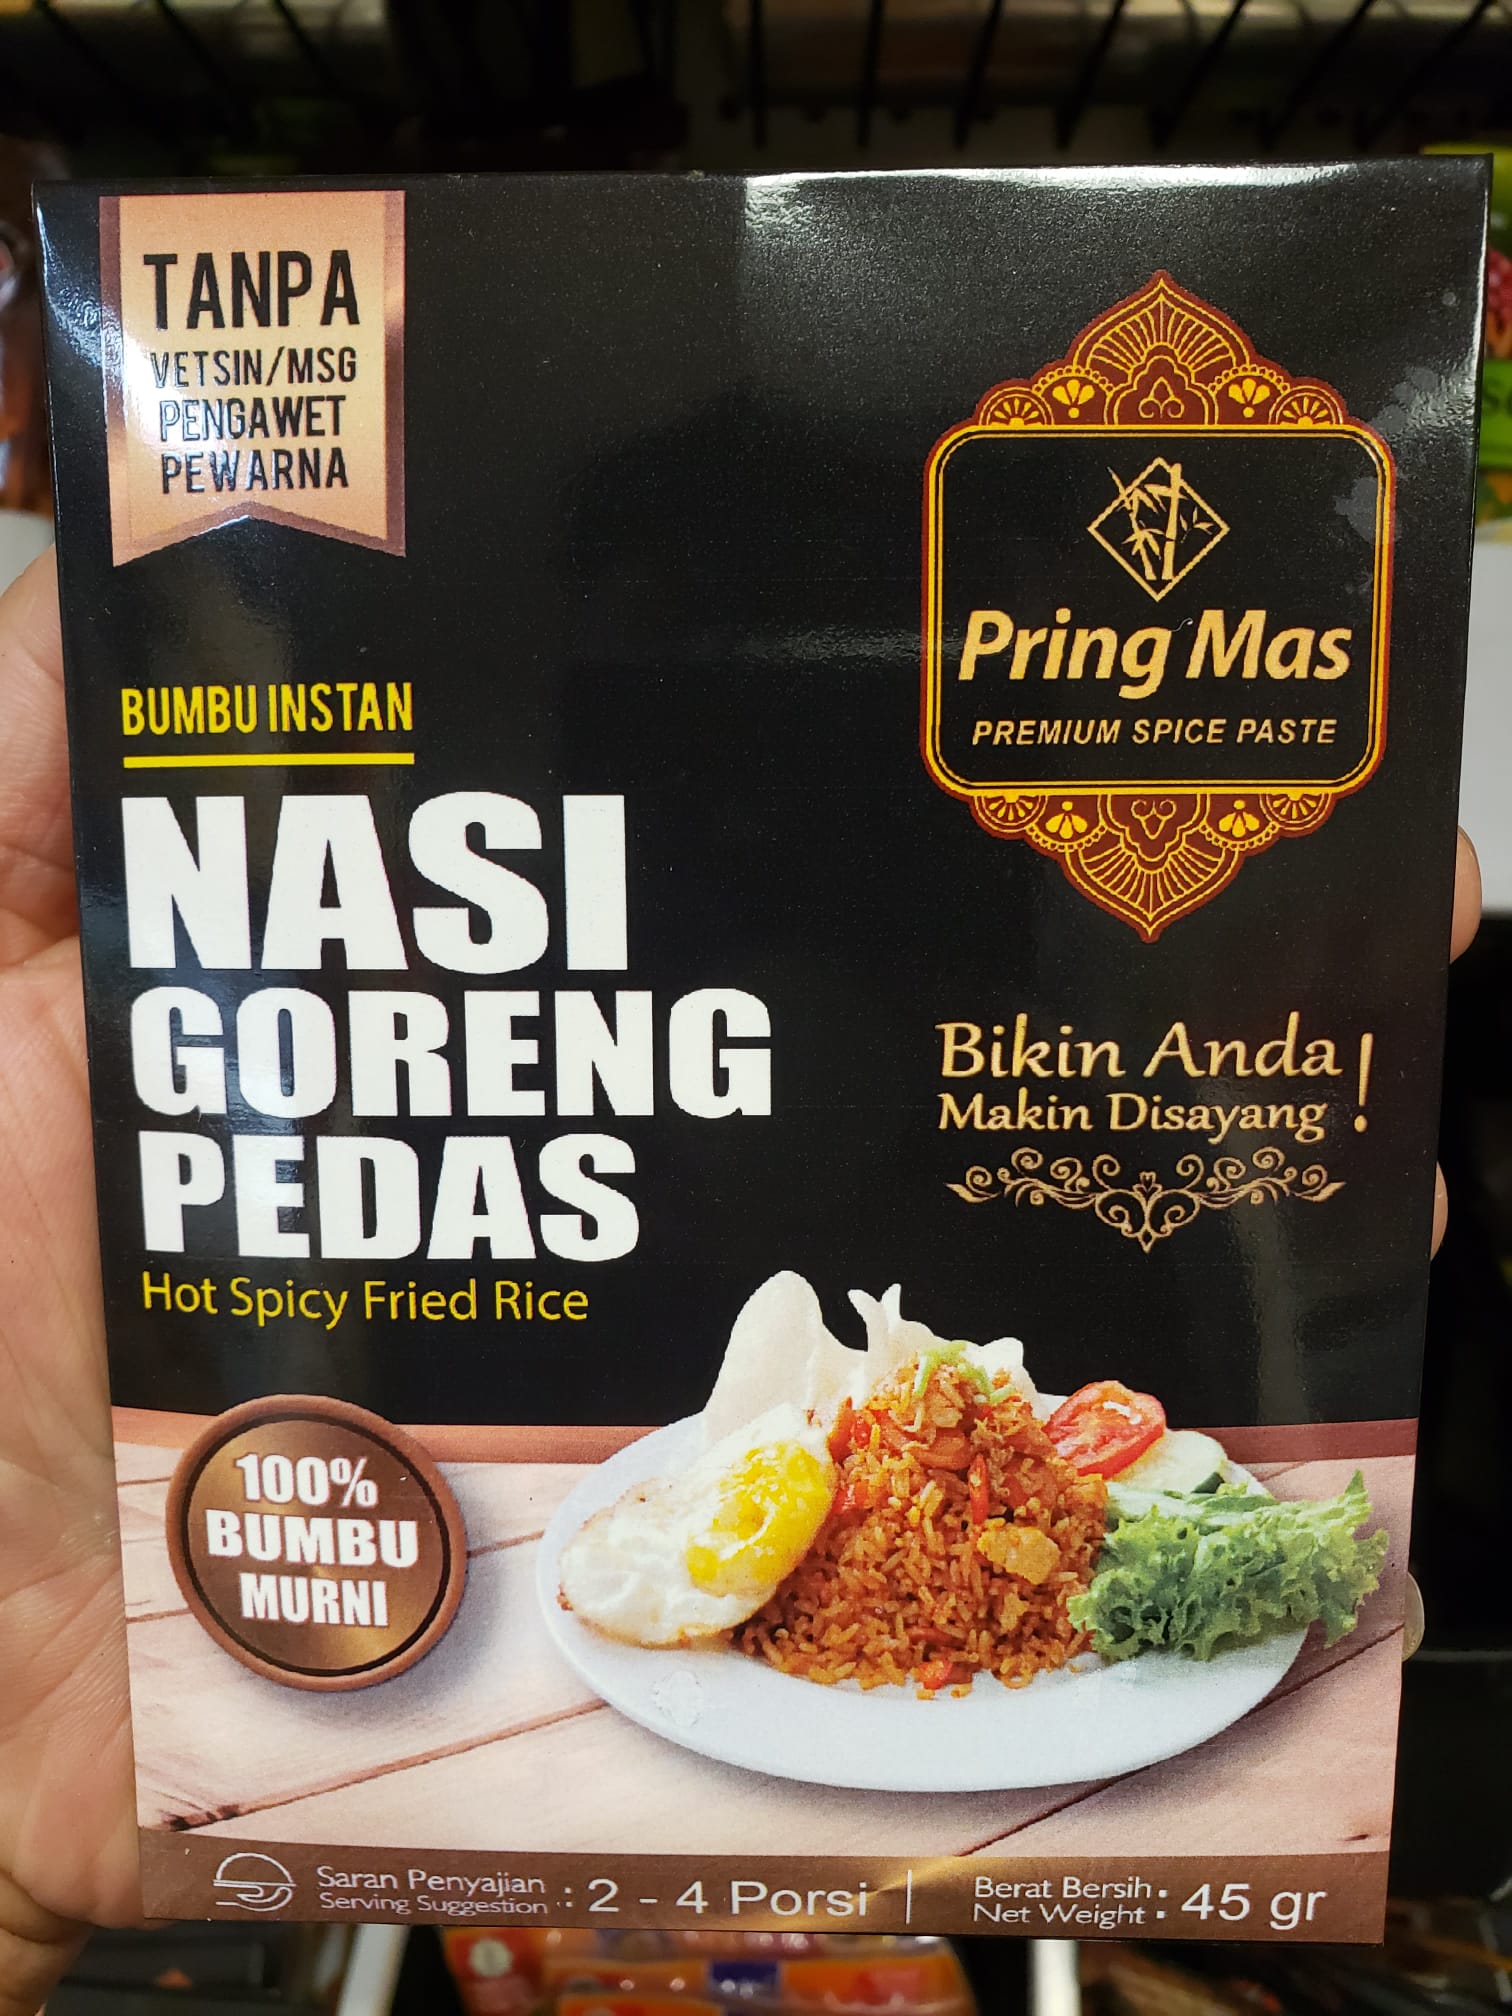 TANPA
VETSIN/MSG
PENGAWET
PEWARNA
Pring Mas
PREMIUM SPICE PASTE
BUMBU INSTAN
NASI
GORENG
PEDAS
Hot Spicy Fried Rice
Bikin Anda
Makin Disayang !
100%
BUMBU
MURNI
Saran Penyajian
Serving Suggestion : 2 - 4 Porsi
Berat Bersih
Net Weight : 45 gr